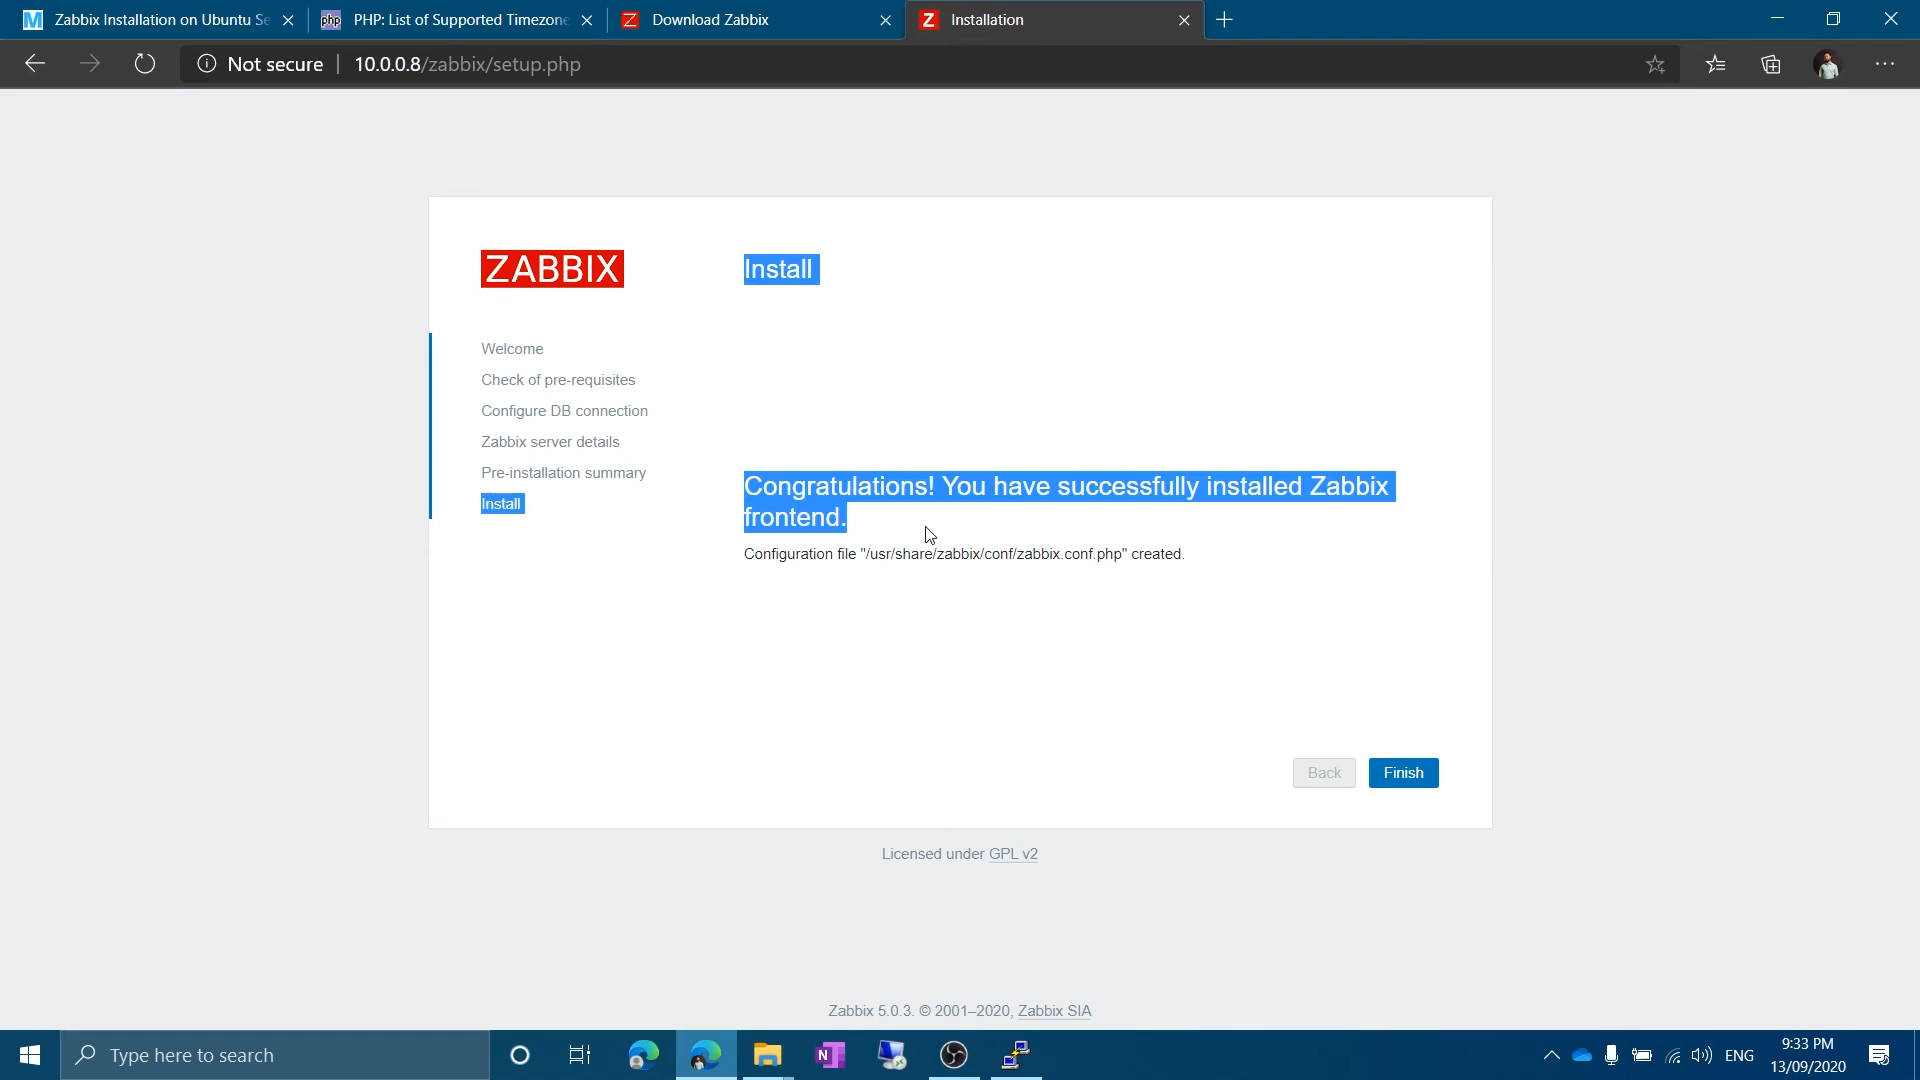 Zabbix Installation on Ubuntu Se
PHP: List of Supported Timezone
Download Zabbix
Installation
Not secure
10.0.0.8/zabbix/setup.php
ZABBIX
Install
Welcome
Check of pre-requisites
Configure DB connection
Zabbix server details
Pre-installation summary
Install
Congratulations! You have successfully installed Zabbix
frontend.
Configuration file "/usr/share/zabbix/conf/zabbix.conf.php" created.
Back
Finish
Licensed under GPL v2
Zabbix 5.0.3. © 2001–2020, Zabbix SIA
Type here to search
ENG
9:33 PM
13/09/2020